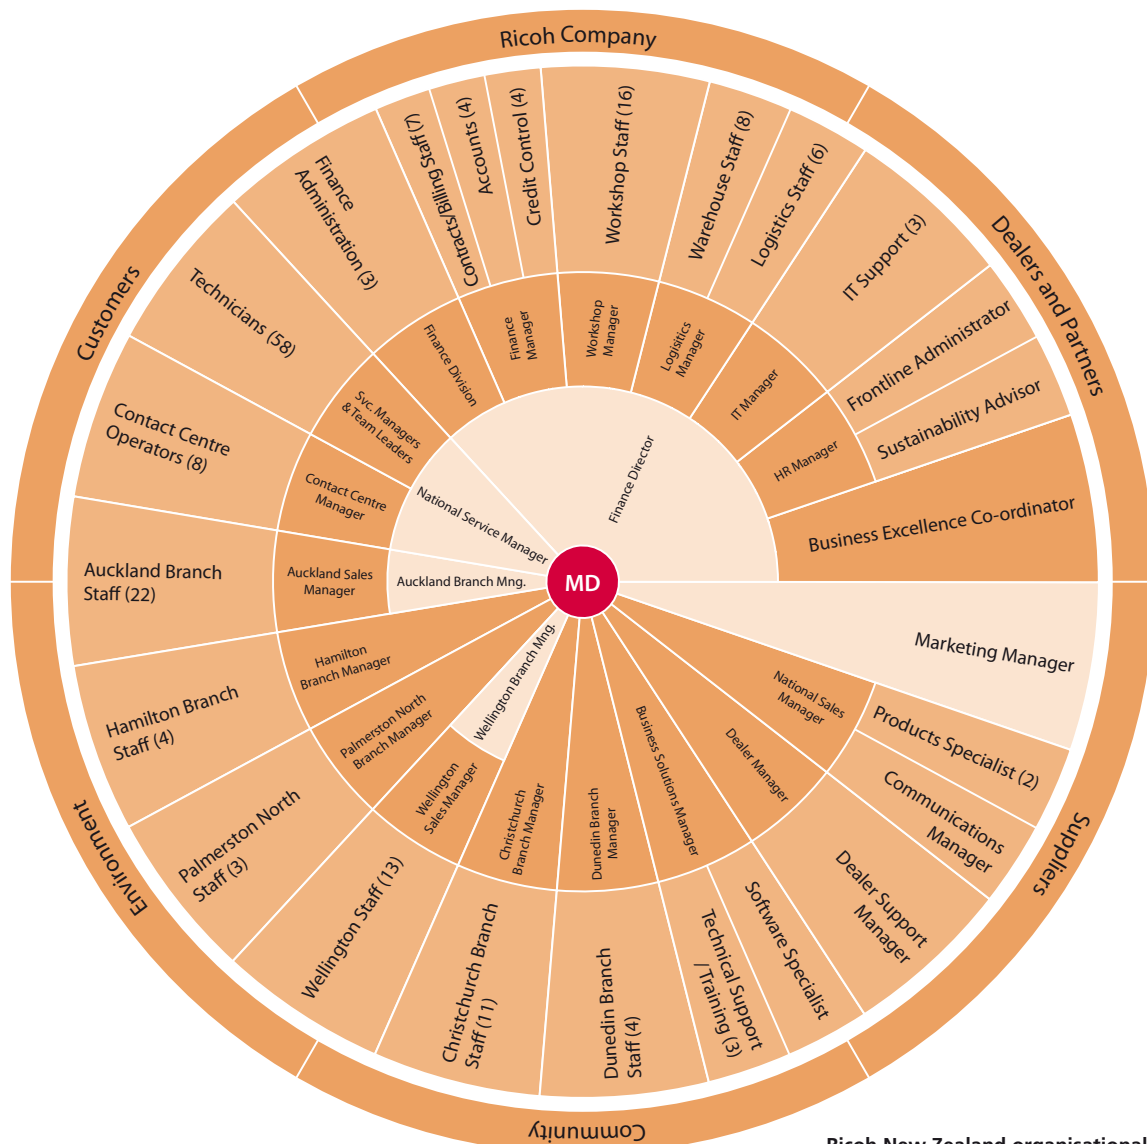 Ricoh Company
Dealers and Partners
Suppliers
Community
Environment
Customers
Finance
Administration (3)
Contracts/Billing Staff (7)
Accounts (4)
Credit Control (4)
Workshop Staff (16)
Warehouse Staff (8)
Logistics Staff (6)
IT Support (3)
Frontline Administrator
Sustainability Advisor
Business Excellence Co-ordinator
Marketing Manager
Products Specialist (2)
Communications
Manager
Dealer Support
Manager
Software Specialist
Technical Support
/ Training (3)
Dunedin Branch
Staff (4)
Christchurch Branch
Staff (11)
Wellington Staff (13)
Palmerston North
Staff (3)
Hamilton Branch
Staff (4)
Auckland Branch
Staff (22)
Contact Centre
Operators (8)
Technicians (58)
Finance Division
Finance
Manager
Workshop
Manager
Logisitics
Manager
IT Manager
HR Manager
National Sales
Manager
Dealer Manager
Business Solutions Manager
Dunedin Branch
Manager
Christchurch
Branch Manager
Wellington
Sales Manager
Palmerston North
Branch Manager
Hamilton
Branch Manager
Auckland Sales
Manager
Contact Centre
Manager
Svc. Managers
&Team Leaders
Finance Director
National Service Manager
Auckland Branch Mng.
Wellington Branch Mng.
MD
Ricoh New Zealand organisational